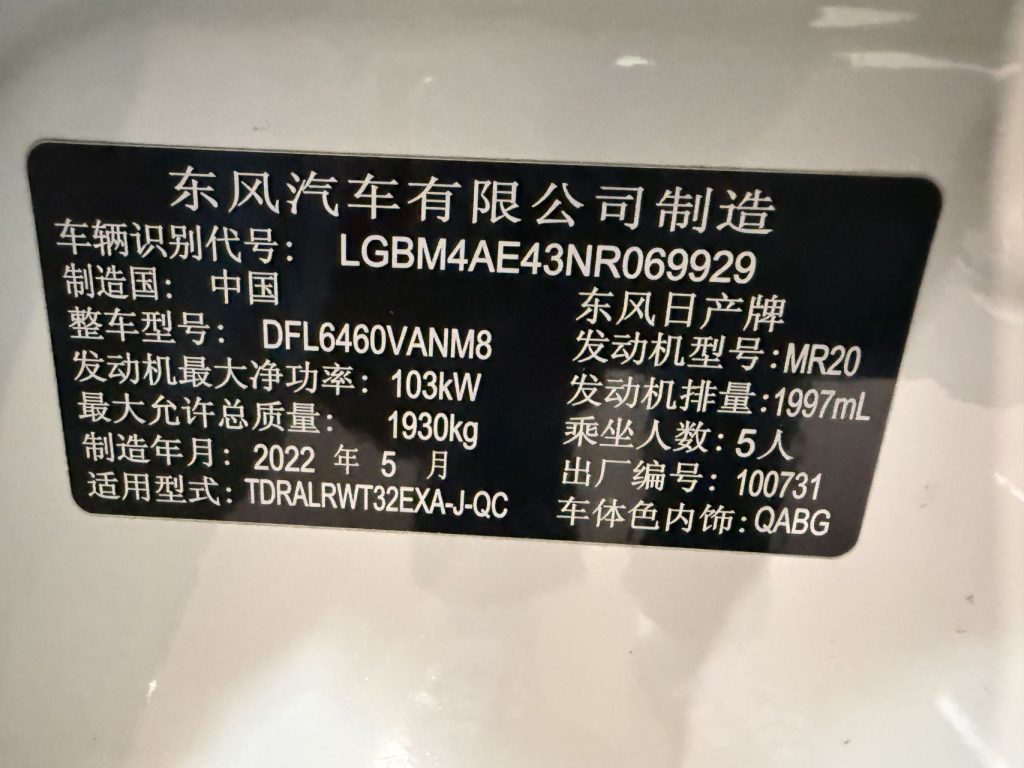 东风汽车有限公司制造
车辆识别代号: LGBM4AE43NR069929
制造国: 中国
东风日产牌
整车型号: DFL6460VANM8
发动机型号:MR20
发动机最大净功率: 103kW
发动机排量:1997mL
最大允许总质量: 1930kg
乘坐人数:5人
制造年月: 2022 年 5 月
出厂编号: 100731
适用型式: TDRALRWT32EXA-J-QC
车体色内饰:QABG